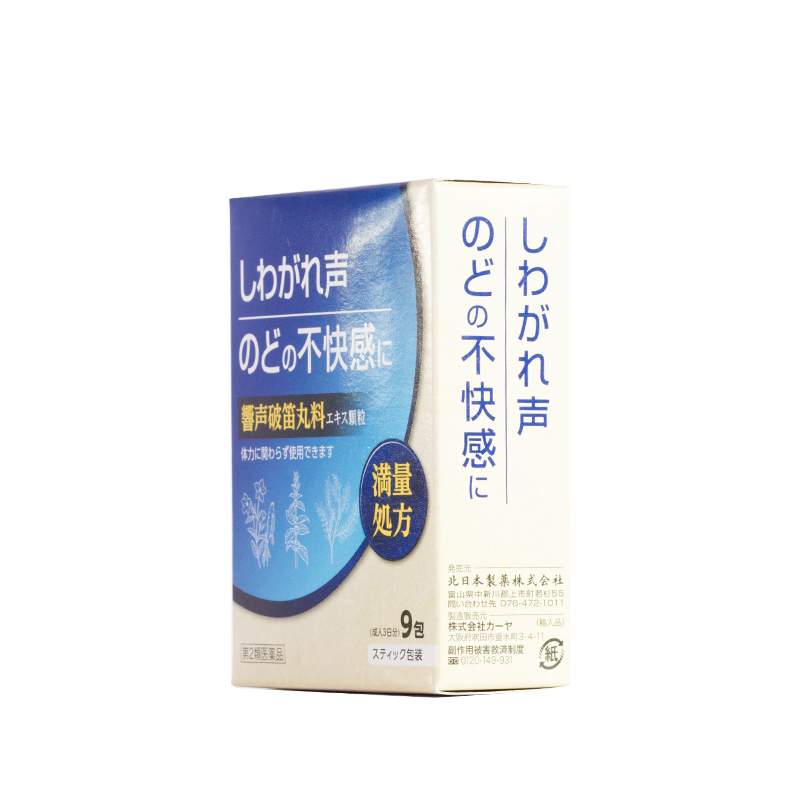 しわがれ声
のどの不快感に
響声破笛丸料エキス顆粒
体力に関わらず使用できます
満量
処方
(成人3日分)9包
スティック包装
第2類医薬品
しわがれ声
のどの不快感に
発売元
北日本製薬株式会社
富山県中新川郡上市町若杉55
問い合わせ先 076-472-1011
製造販売元
株式会社カーヤ (輸入品)
大阪府吹田市垂水町3-4-11
副作用被害救済制度
0120-149-931
紙